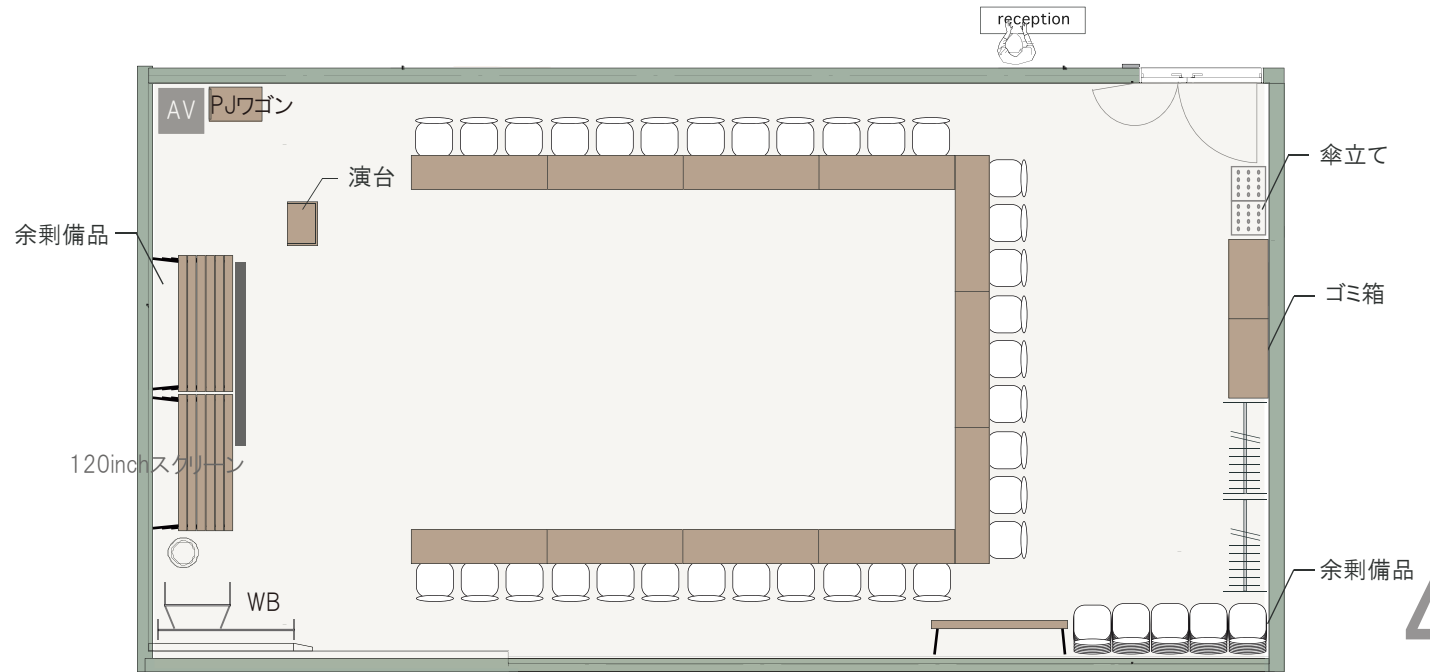 reception
AV
PJワゴン
演台
傘立て
余剰備品
ゴミ箱
120inchスクリーン
余剰備品
WB